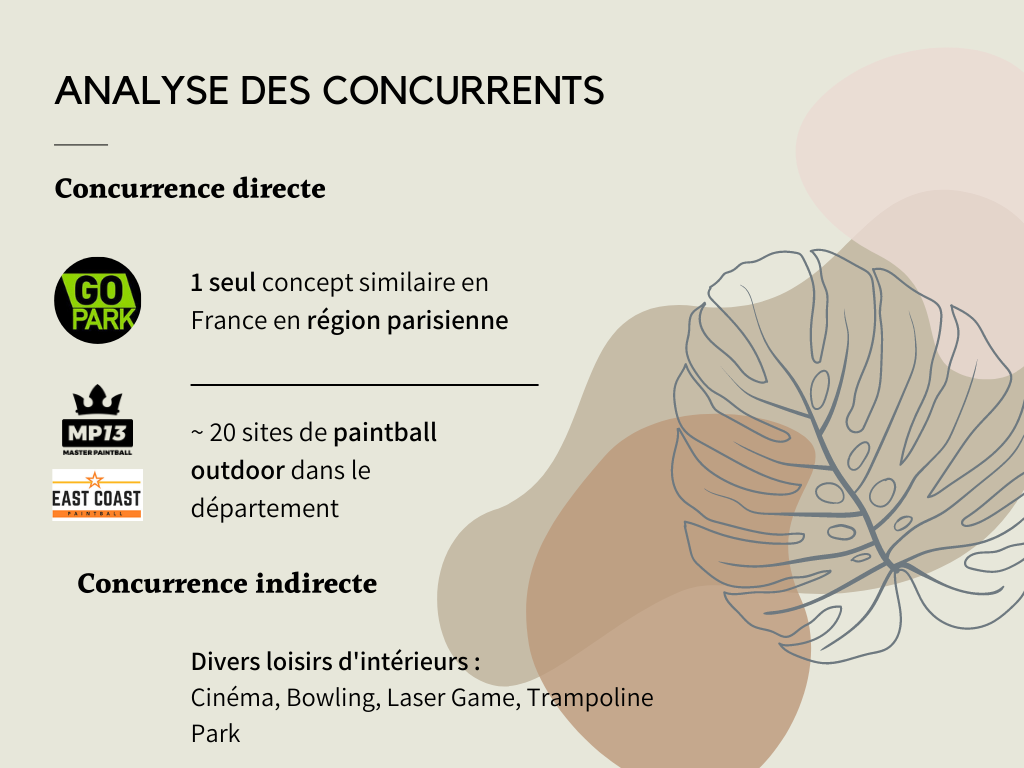 ANALYSE DES CONCURRENTS
Concurrence directe
GO
PARK
1 seul concept similaire en
France en région parisienne
MP13
MASTER PAINTBALL
EAST COAST
PAINTBALL
~ 20 sites de paintball
outdoor dans le
département
Concurrence indirecte
Divers loisirs d'intérieurs :
Cinéma, Bowling, Laser Game, Trampoline
Park